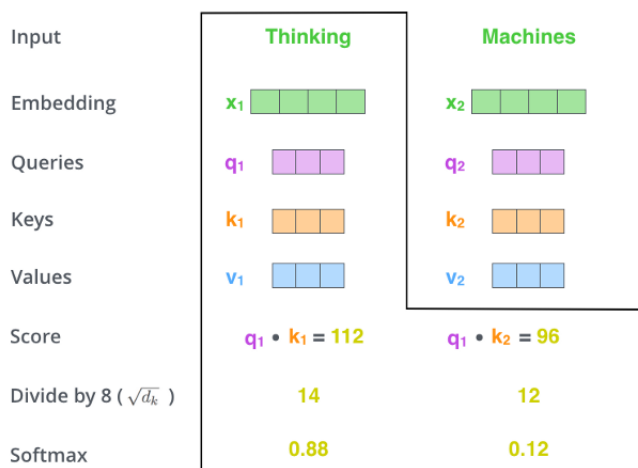 Input Thinking Machines
Embedding x₁ x₂
Queries q₁ q₂
Keys k₁ k₂
Values v₁ v₂
Score q₁ • k₁ = 112 q₁ • k₂ = 96
Divide by 8 ( √dₖ ) 14 12
Softmax 0.88 0.12